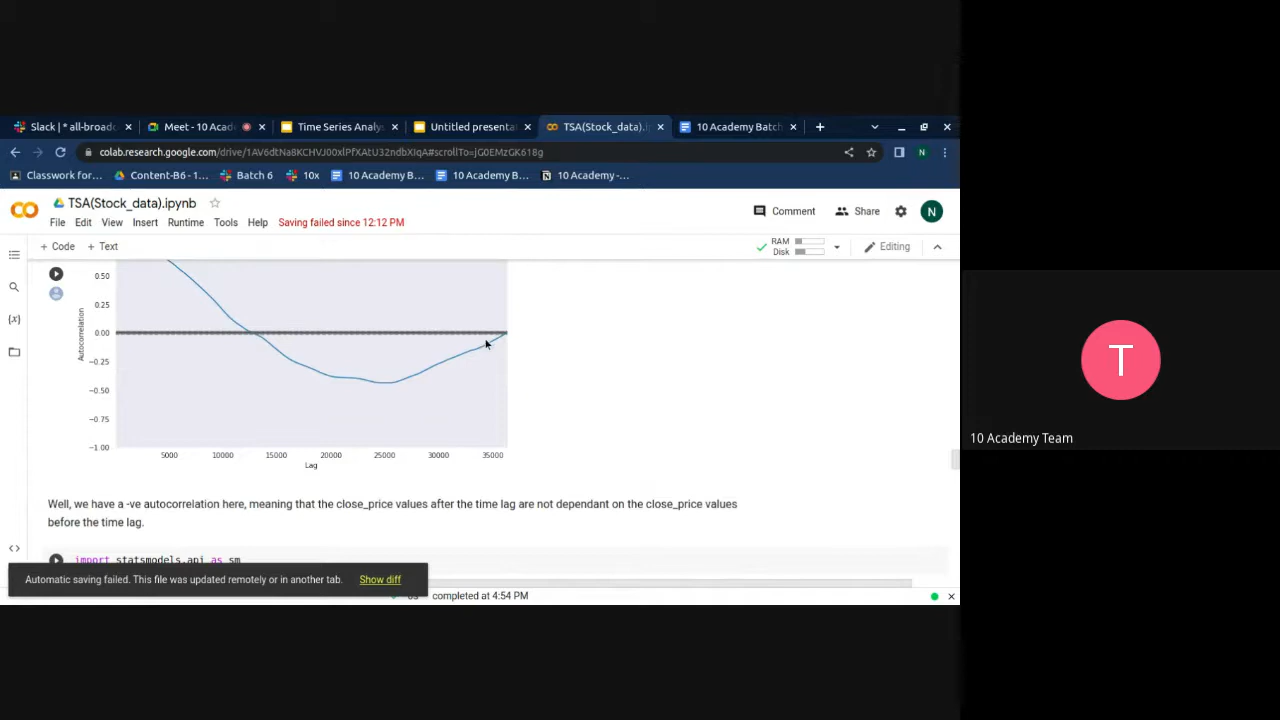 Slack | * all-broad
Meet - 10 Acade
Time Series Analy
Untitled presenta
TSA(Stock_data).i
10 Academy Batch
colab.research.google.com/drive/1AV6dtNa8KCHVJ00xlPfXAtU32ndbXIqA#scrollTo=jG0EMzGK618g
N
Classwork for...
Content-B6 - 1...
Batch 6
10x
10 Academy B...
10 Academy B...
10 Academy -...
TSA(Stock_data).ipynb
Comment
Share
N
File Edit View Insert Runtime Tools Help Saving failed since 12:12 PM
+ Code + Text
RAM
Disk
Editing
{x}
0.50
0.25
0.00
−0.25
−0.50
−0.75
−1.00
Autocorrelation
5000 10000 15000 20000 25000 30000 35000
Lag
Well, we have a -ve autocorrelation here, meaning that the close_price values after the time lag are not dependant on the close_price values
before the time lag.
import statsmodels.api as sm
Automatic saving failed. This file was updated remotely or in another tab. Show diff
completed at 4:54 PM
T
10 Academy Team